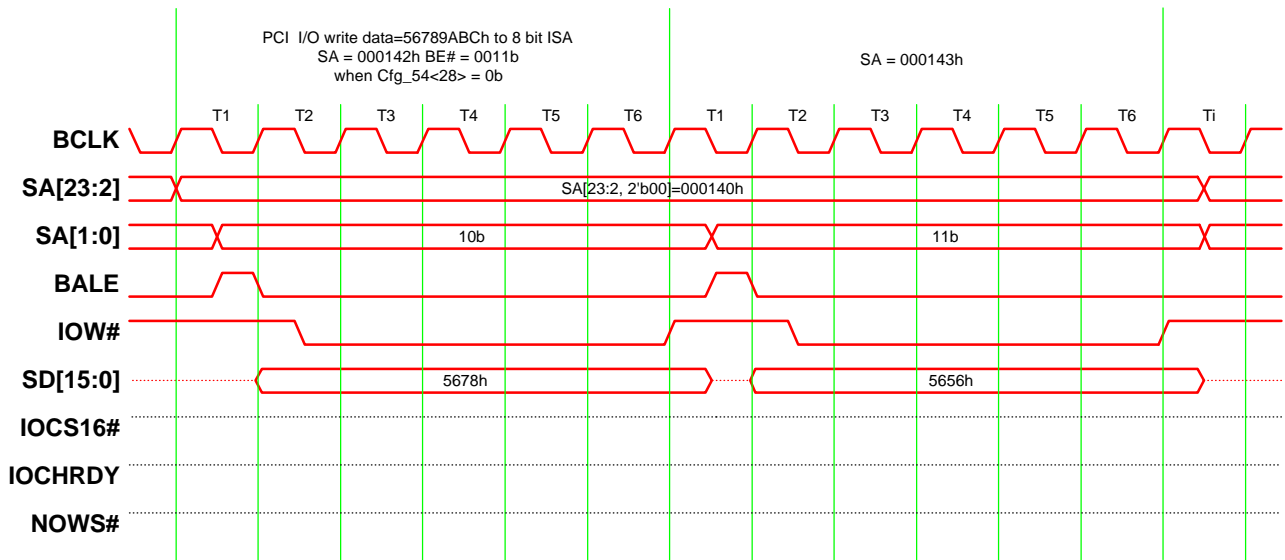 PCI I/O write data=56789ABCh to 8 bit ISA
SA = 000142h BE# = 0011b
when Cfg_54<28> = 0b
SA = 000143h
T1 T2 T3 T4 T5 T6 T1 T2 T3 T4 T5 T6 Ti
BCLK
SA[23:2] SA[23:2, 2'b00]=000140h
SA[1:0] 10b 11b
BALE
IOW#
SD[15:0] 5678h 5656h
IOCS16#
IOCHRDY
NOWS#